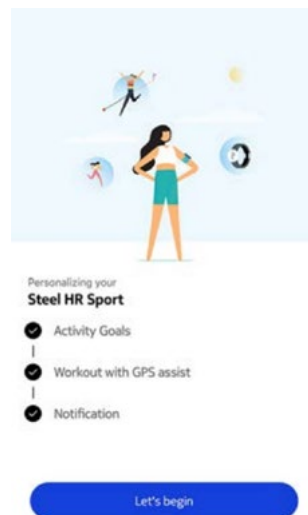 Personalizing your
Steel HR Sport
Activity Goals
Workout with GPS assist
Notification
Let's begin